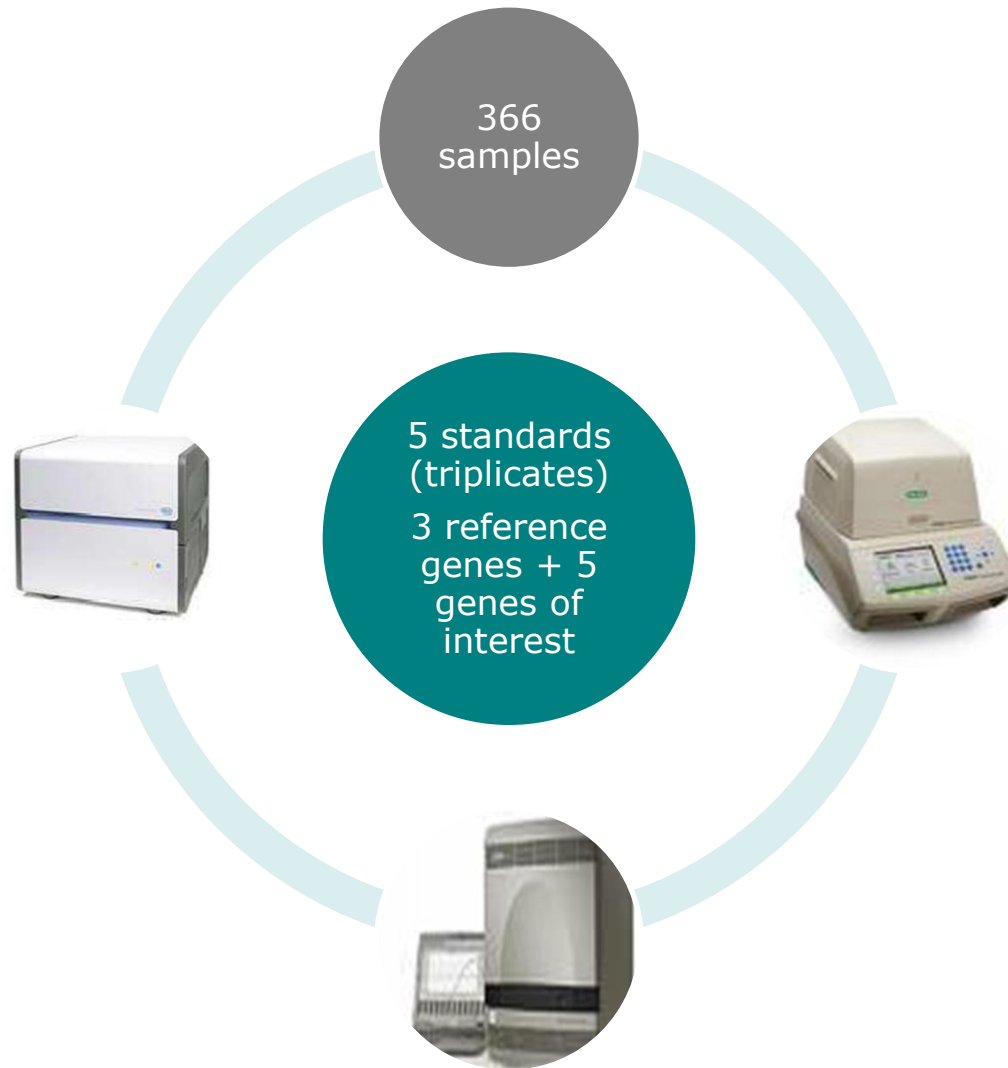 366
samples
5 standards
(triplicates)
3 reference
genes + 5
genes of
interest